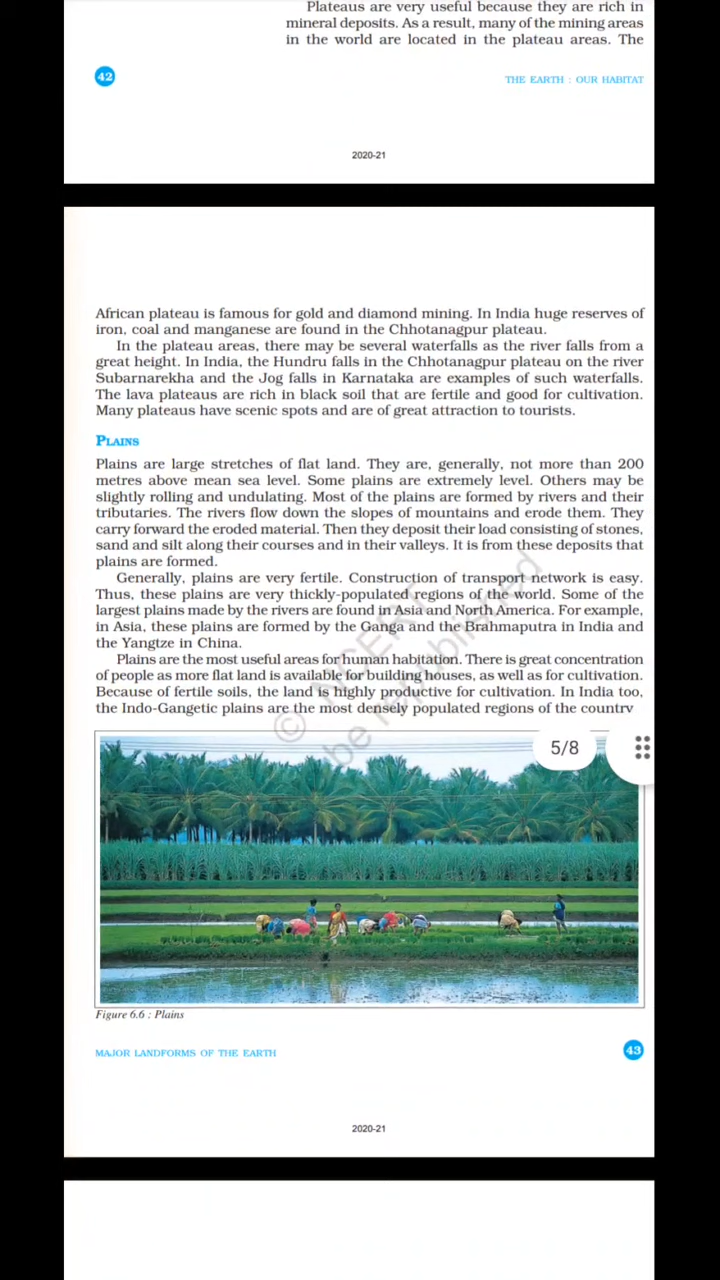 Plateaus are very useful because they are rich in
mineral deposits. As a result, many of the mining areas
in the world are located in the plateau areas. The
42
THE EARTH : OUR HABITAT
2020-21
African plateau is famous for gold and diamond mining. In India huge reserves of
iron, coal and manganese are found in the Chhotanagpur plateau.
In the plateau areas, there may be several waterfalls as the river falls from a
great height. In India, the Hundru falls in the Chhotanagpur plateau on the river
Subarnarekha and the Jog falls in Karnataka are examples of such waterfalls.
The lava plateaus are rich in black soil that are fertile and good for cultivation.
Many plateaus have scenic spots and are of great attraction to tourists.
PLAINS
Plains are large stretches of flat land. They are, generally, not more than 200
metres above mean sea level. Some plains are extremely level. Others may be
slightly rolling and undulating. Most of the plains are formed by rivers and their
tributaries. The rivers flow down the slopes of mountains and erode them. They
carry forward the eroded material. Then they deposit their load consisting of stones,
sand and silt along their courses and in their valleys. It is from these deposits that
plains are formed.
Generally, plains are very fertile. Construction of transport network is easy.
Thus, these plains are very thickly-populated regions of the world. Some of the
largest plains made by the rivers are found in Asia and North America. For example,
in Asia, these plains are formed by the Ganga and the Brahmaputra in India and
the Yangtze in China.
Plains are the most useful areas for human habitation. There is great concentration
of people as more flat land is available for building houses, as well as for cultivation.
Because of fertile soils, the land is highly productive for cultivation. In India too,
the Indo-Gangetic plains are the most densely populated regions of the country
© NCERT
be republished
5/8
Figure 6.6 : Plains
MAJOR LANDFORMS OF THE EARTH
43
2020-21